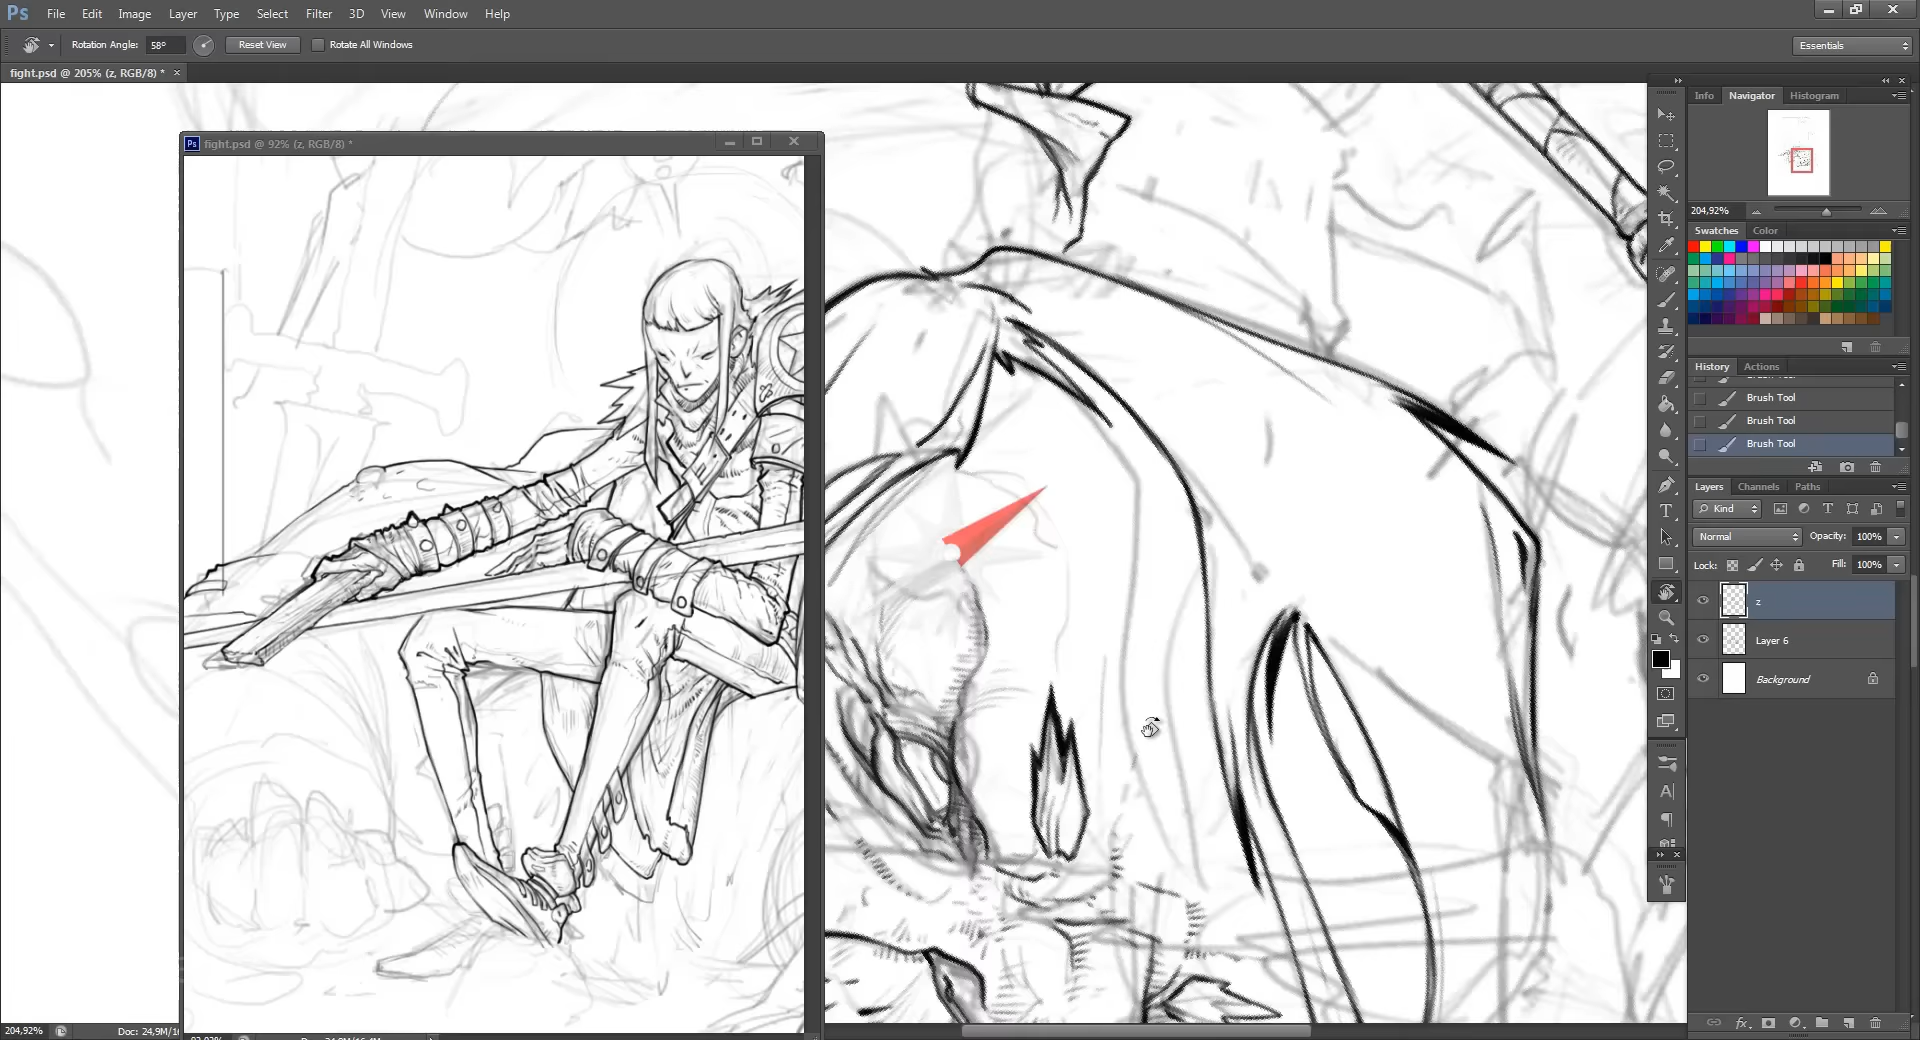 Ps File Edit Image Layer Type Select Filter 3D View Window Help
Rotation Angle: 58° Reset View Rotate All Windows Essentials
fight.psd @ 205% (z, RGB/8) * ×
Ps fight.psd @ 92% (z, RGB/8) *
Info Navigator Histogram
204,92%
Swatches Color
History Actions
Brush Tool
Brush Tool
Brush Tool
Layers Channels Paths
Kind
Normal Opacity: 100%
Lock: Fill: 100%
z
Layer 6
Background
204,92% Doc: 24,9M/1